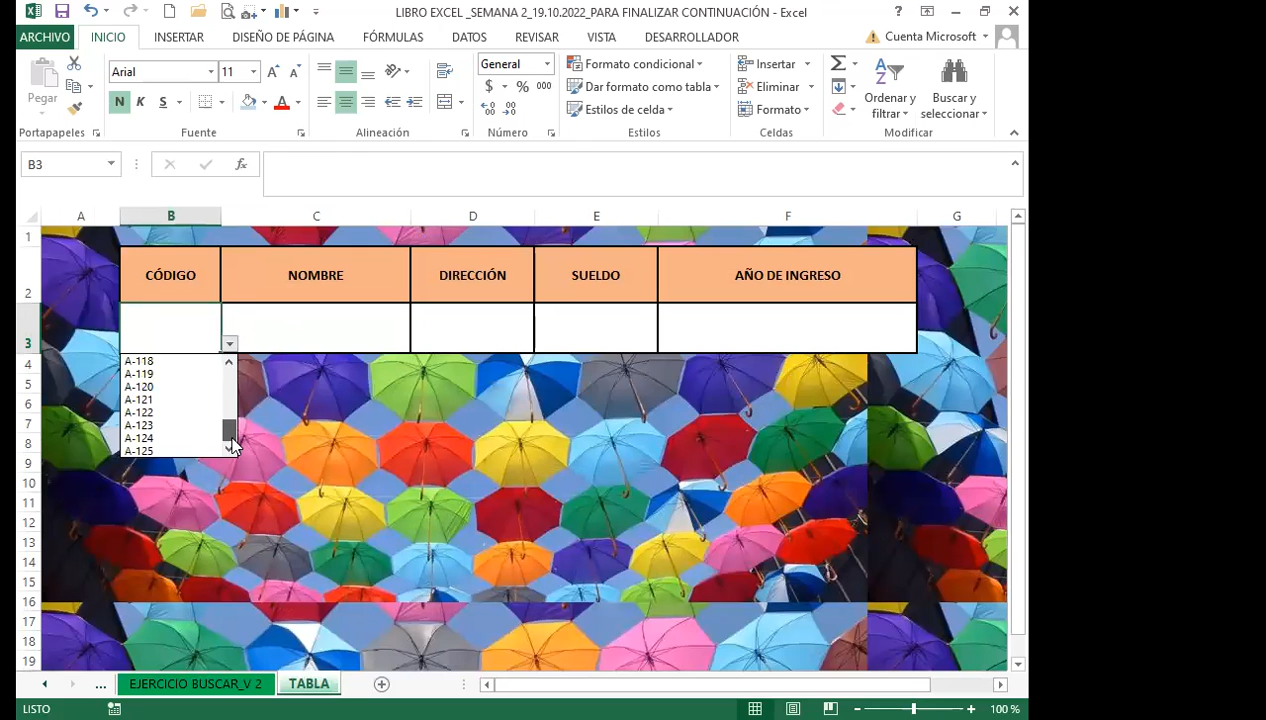 LIBRO EXCEL _SEMANA 2_19.10.2022_PARA FINALIZAR CONTINUACIÓN - Excel
ARCHIVO INICIO INSERTAR DISEÑO DE PÁGINA FÓRMULAS DATOS REVISAR VISTA DESARROLLADOR Cuenta Microsoft
Pegar
Arial 11
N K S
General
$ % 000
Formato condicional
Dar formato como tabla
Estilos de celda
Insertar
Eliminar
Formato
Ordenar y filtrar
Buscar y seleccionar
Portapapeles Fuente Alineación Número Estilos Celdas Modificar
B3 fx
A B C D E F G
1
2 CÓDIGO NOMBRE DIRECCIÓN SUELDO AÑO DE INGRESO
3
A-118
A-119
A-120
A-121
A-122
A-123
A-124
A-125
4
5
6
7
8
9
10
11
12
13
14
15
16
17
18
19
... EJERCICIO BUSCAR_V 2 TABLA
LISTO 100 %